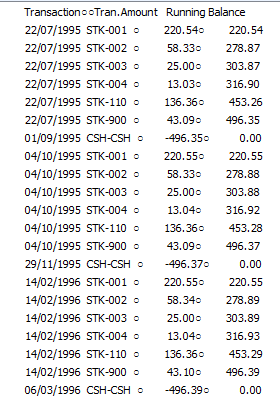 Transaction○○Tran.Amount Running Balance
22/07/1995 STK-001 ○ 220.54○ 220.54
22/07/1995 STK-002 ○ 58.33○ 278.87
22/07/1995 STK-003 ○ 25.00○ 303.87
22/07/1995 STK-004 ○ 13.03○ 316.90
22/07/1995 STK-110 ○ 136.36○ 453.26
22/07/1995 STK-900 ○ 43.09○ 496.35
01/09/1995 CSH-CSH ○ -496.35○ 0.00
04/10/1995 STK-001 ○ 220.55○ 220.55
04/10/1995 STK-002 ○ 58.33○ 278.88
04/10/1995 STK-003 ○ 25.00○ 303.88
04/10/1995 STK-004 ○ 13.04○ 316.92
04/10/1995 STK-110 ○ 136.36○ 453.28
04/10/1995 STK-900 ○ 43.09○ 496.37
29/11/1995 CSH-CSH ○ -496.37○ 0.00
14/02/1996 STK-001 ○ 220.55○ 220.55
14/02/1996 STK-002 ○ 58.34○ 278.89
14/02/1996 STK-003 ○ 25.00○ 303.89
14/02/1996 STK-004 ○ 13.04○ 316.93
14/02/1996 STK-110 ○ 136.36○ 453.29
14/02/1996 STK-900 ○ 43.10○ 496.39
06/03/1996 CSH-CSH ○ -496.39○ 0.00